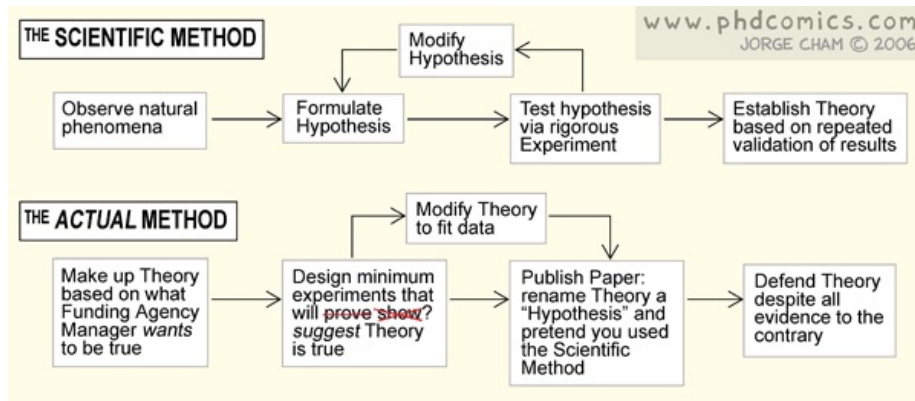 www.phdcomics.com
JORGE CHAM © 2006
THE SCIENTIFIC METHOD
Modify
Hypothesis
Observe natural
phenomena
Formulate
Hypothesis
Test hypothesis
via rigorous
Experiment
Establish Theory
based on repeated
validation of results
THE ACTUAL METHOD
Modify Theory
to fit data
Make up Theory
based on what
Funding Agency
Manager wants
to be true
Design minimum
experiments that
will prove show?
suggest Theory
is true
Publish Paper:
rename Theory a
“Hypothesis” and
pretend you used
the Scientific
Method
Defend Theory
despite all
evidence to the
contrary